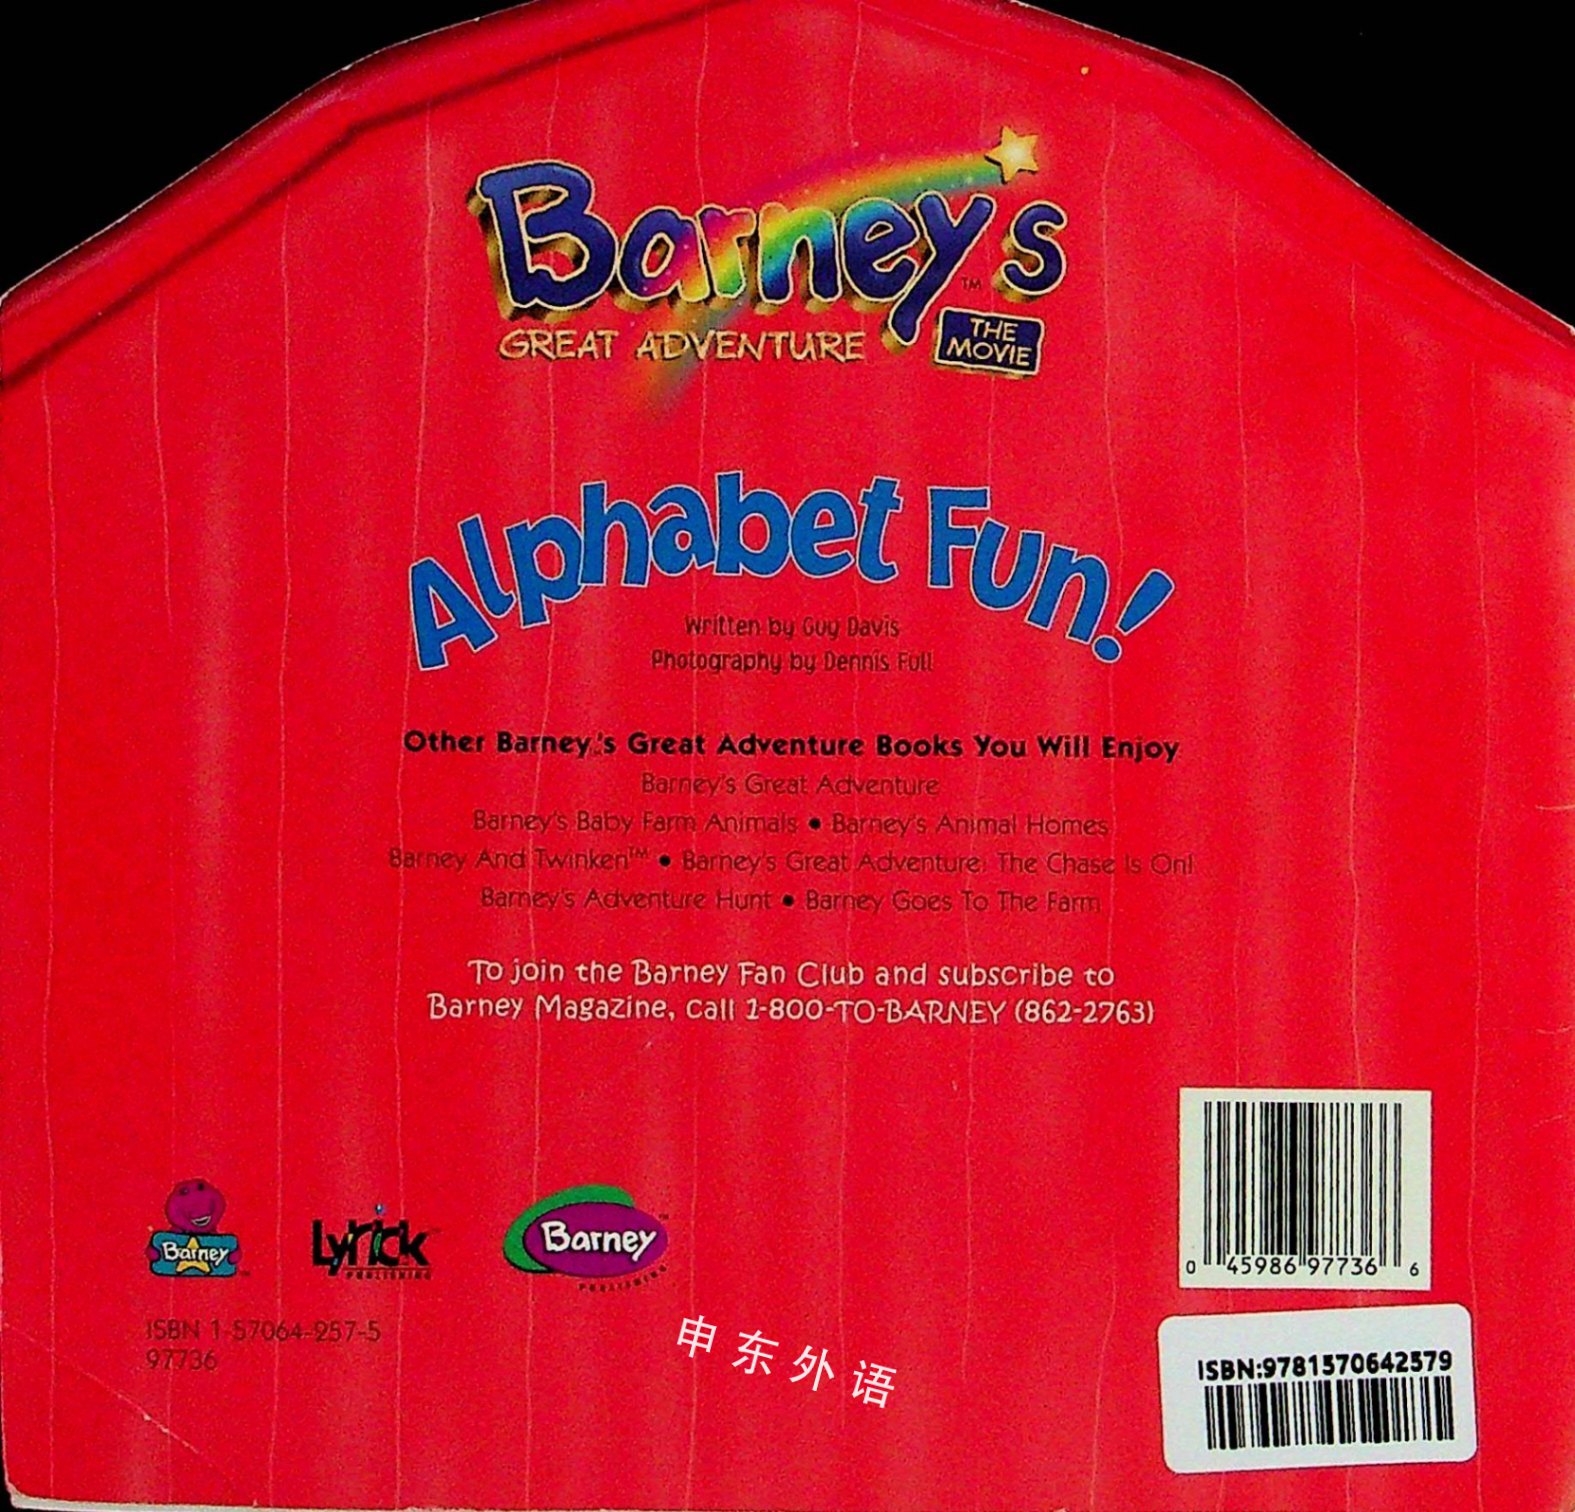 Barney's™
GREAT ADVENTURE
THE
MOVIE
Alphabet Fun!
Written by Guy Davis
Photography by Dennis Full
Other Barney's Great Adventure Books You Will Enjoy
Barney's Great Adventure
Barney's Baby Farm Animals • Barney's Animal Homes
Barney And Twinken™ • Barney's Great Adventure: The Chase Is On!
Barney's Adventure Hunt • Barney Goes To The Farm
To join the Barney Fan Club and subscribe to
Barney Magazine, call 1-800-TO-BARNEY (862-2763)
Barney
Lyrick
PUBLISHING
Barney™
PUBLISHING
0 45986 97736 6
ISBN 1-57064-257-5
97736
申东外语
ISBN:9781570642579